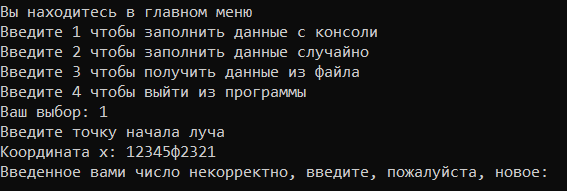 Вы находитесь в главном меню
Введите 1 чтобы заполнить данные с консоли
Введите 2 чтобы заполнить данные случайно
Введите 3 чтобы получить данные из файла
Введите 4 чтобы выйти из программы
Ваш выбор: 1
Введите точку начала луча
Координата x: 12345ф2321
Введенное вами число некорректно, введите, пожалуйста, новое: